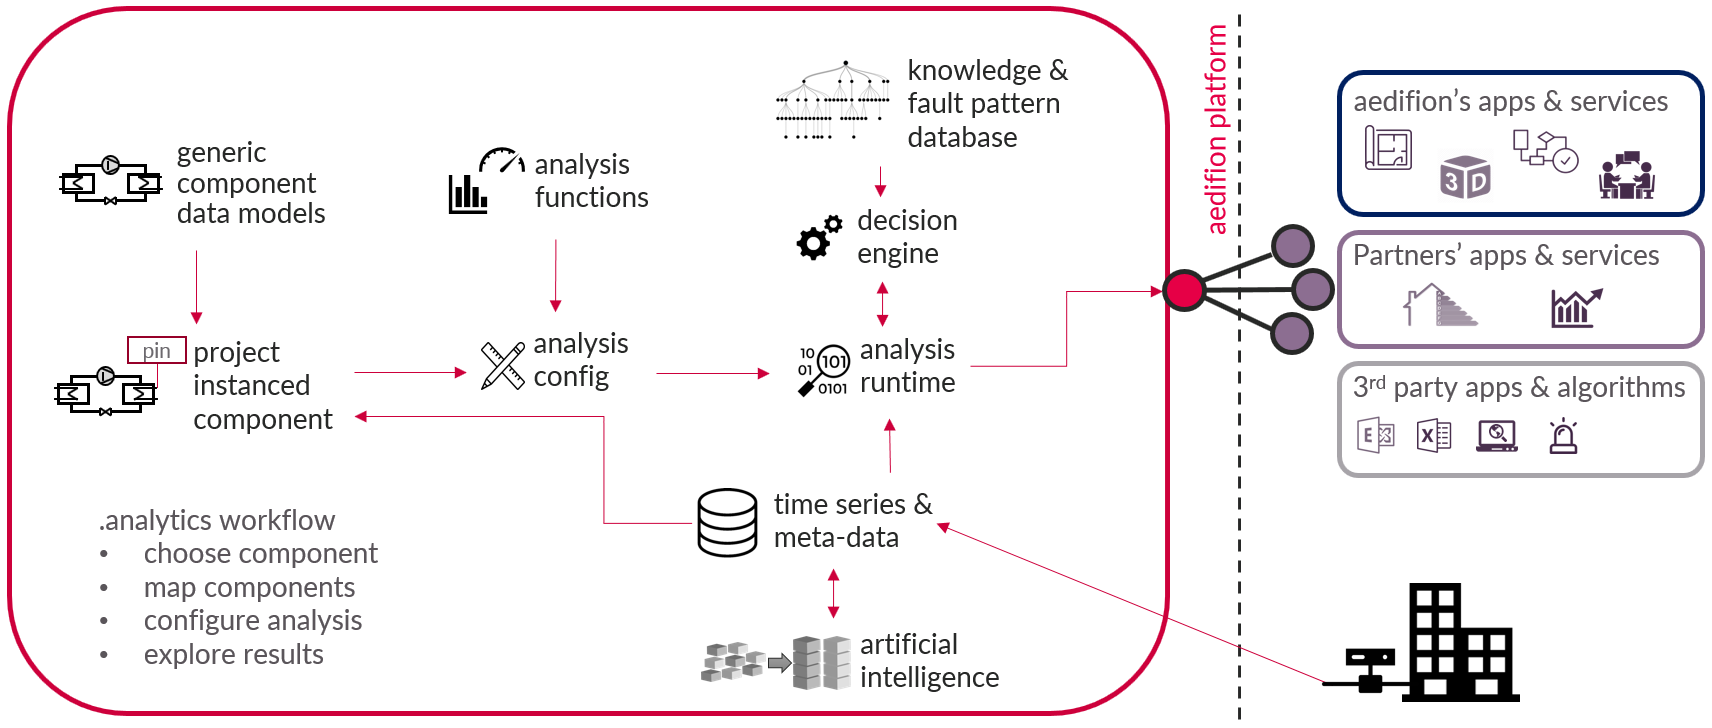 knowledge &
fault pattern
database
generic
component
data models
analysis
functions
decision
engine
pin
project
instanced
component
analysis
config
10
01
101
0101
analysis
runtime
time series &
meta-data
artificial
intelligence
.analytics workflow
• choose component
• map components
• configure analysis
• explore results
aedifion platform
aedifion’s apps & services
3D
Partners’ apps & services
3rd party apps & algorithms
E
X